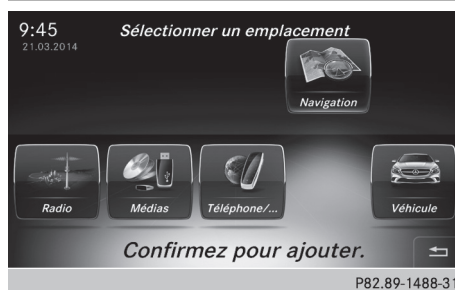 9:45
21.03.2014
Sélectionner un emplacement
Navigation
Radio
Médias
Téléphone/...
Véhicule
Confirmez pour ajouter.
P82.89-1488-31